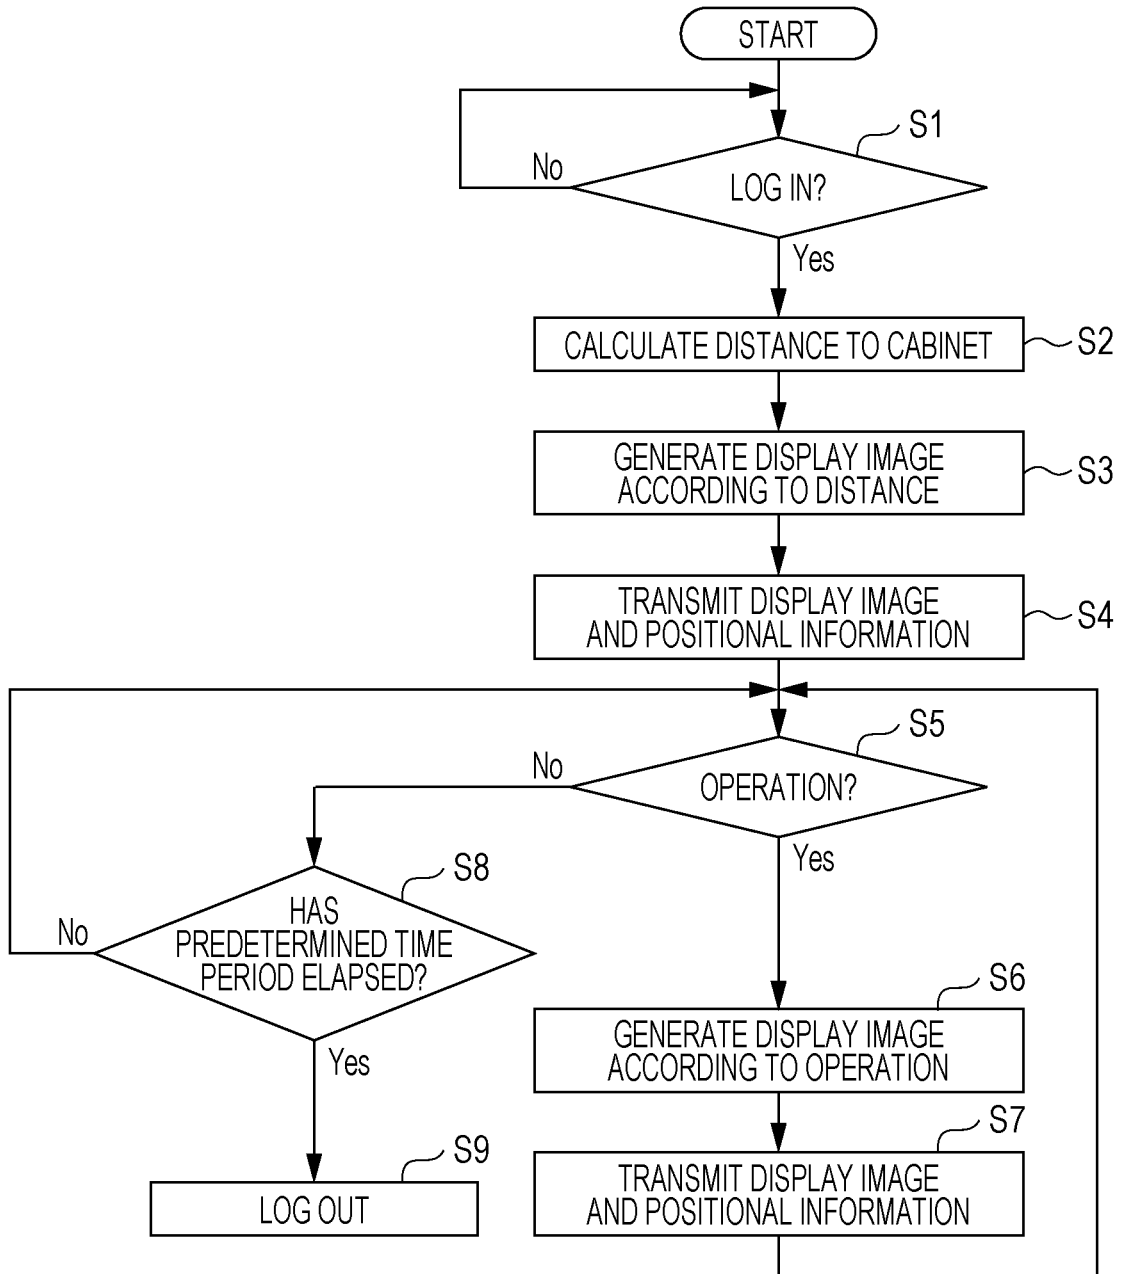 START
S1
No
LOG IN?
Yes
CALCULATE DISTANCE TO CABINET
S2
GENERATE DISPLAY IMAGE
ACCORDING TO DISTANCE
S3
TRANSMIT DISPLAY IMAGE
AND POSITIONAL INFORMATION
S4
S5
No
OPERATION?
Yes
S8
No
HAS
PREDETERMINED TIME
PERIOD ELAPSED?
Yes
S6
GENERATE DISPLAY IMAGE
ACCORDING TO OPERATION
S7
TRANSMIT DISPLAY IMAGE
AND POSITIONAL INFORMATION
S9
LOG OUT